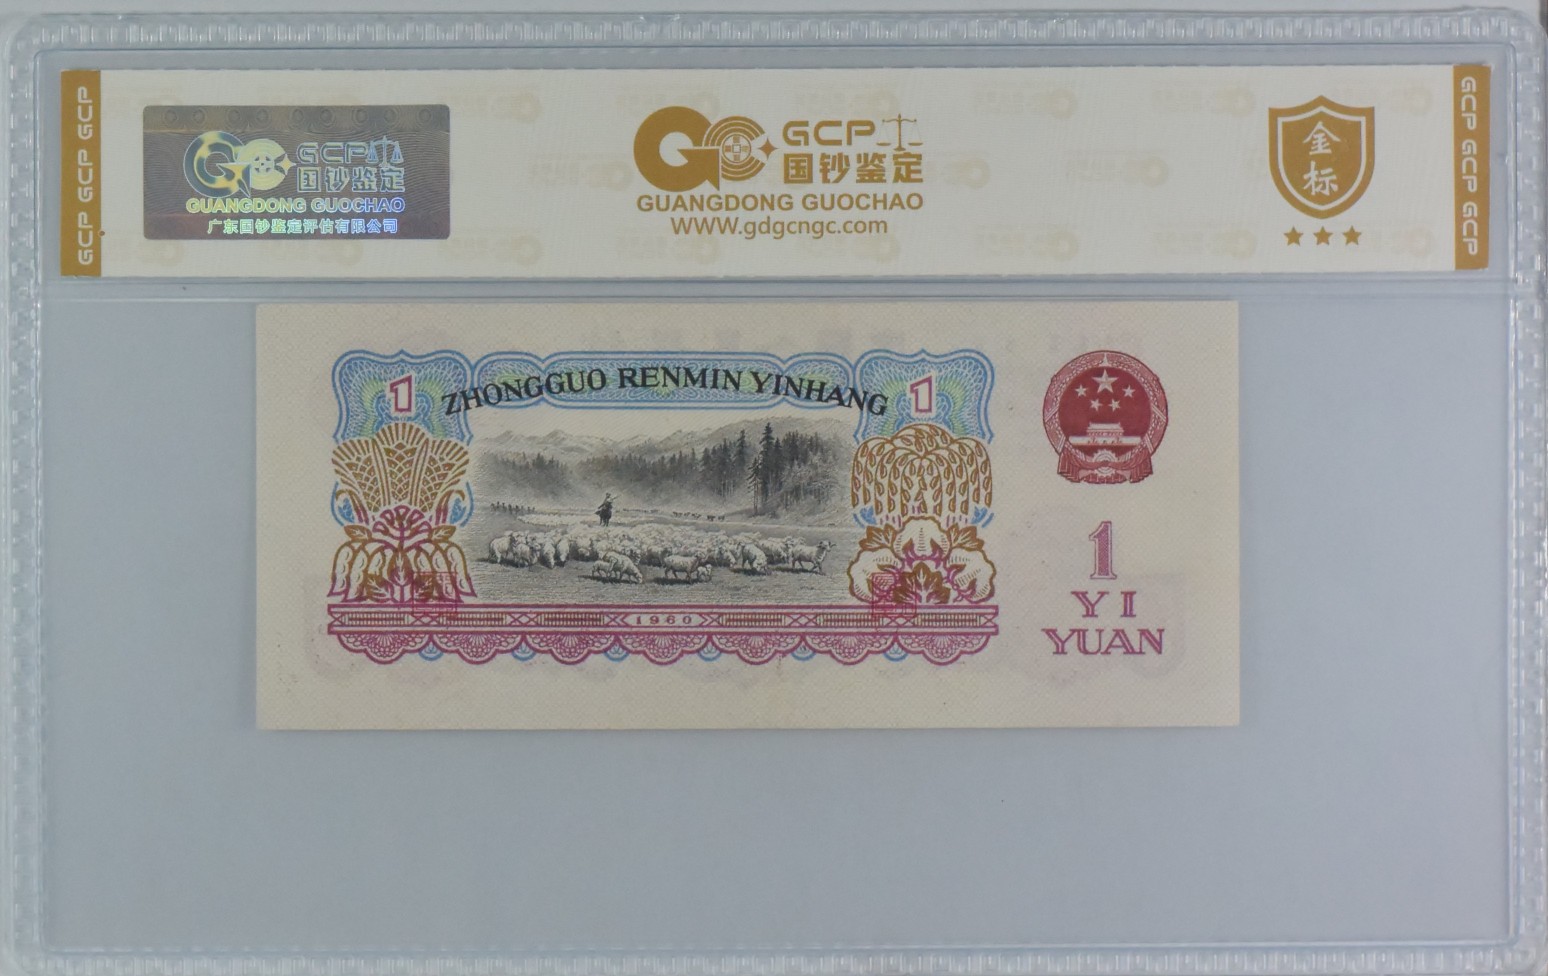 GCP GCP GCP
GCP
国钞鉴定
GUANGDONG GUOCHAO
广东国钞鉴定评估有限公司
GCP
国钞鉴定
GUANGDONG GUOCHAO
WWW.gdgcngc.com
金标
GCP GCP GCP
1
ZHONGGUO RENMIN YINHANG
1
1
YI
YUAN
1960